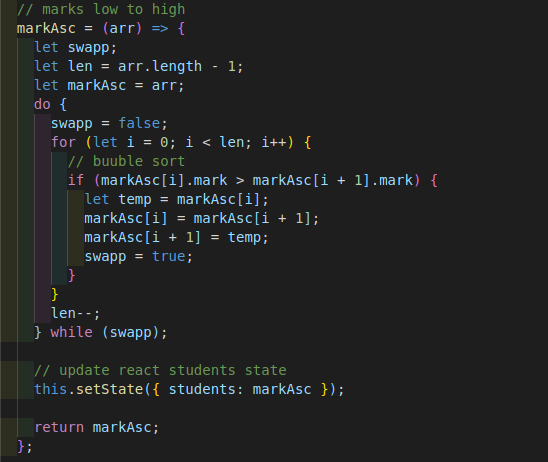 // marks low to high
markAsc = (arr) => {
let swapp;
let len = arr.length - 1;
let markAsc = arr;
do {
swapp = false;
for (let i = 0; i < len; i++) {
// buuble sort
if (markAsc[i].mark > markAsc[i + 1].mark) {
let temp = markAsc[i];
markAsc[i] = markAsc[i + 1];
markAsc[i + 1] = temp;
swapp = true;
}
}
len--;
} while (swapp);
// update react students state
this.setState({ students: markAsc });
return markAsc;
};